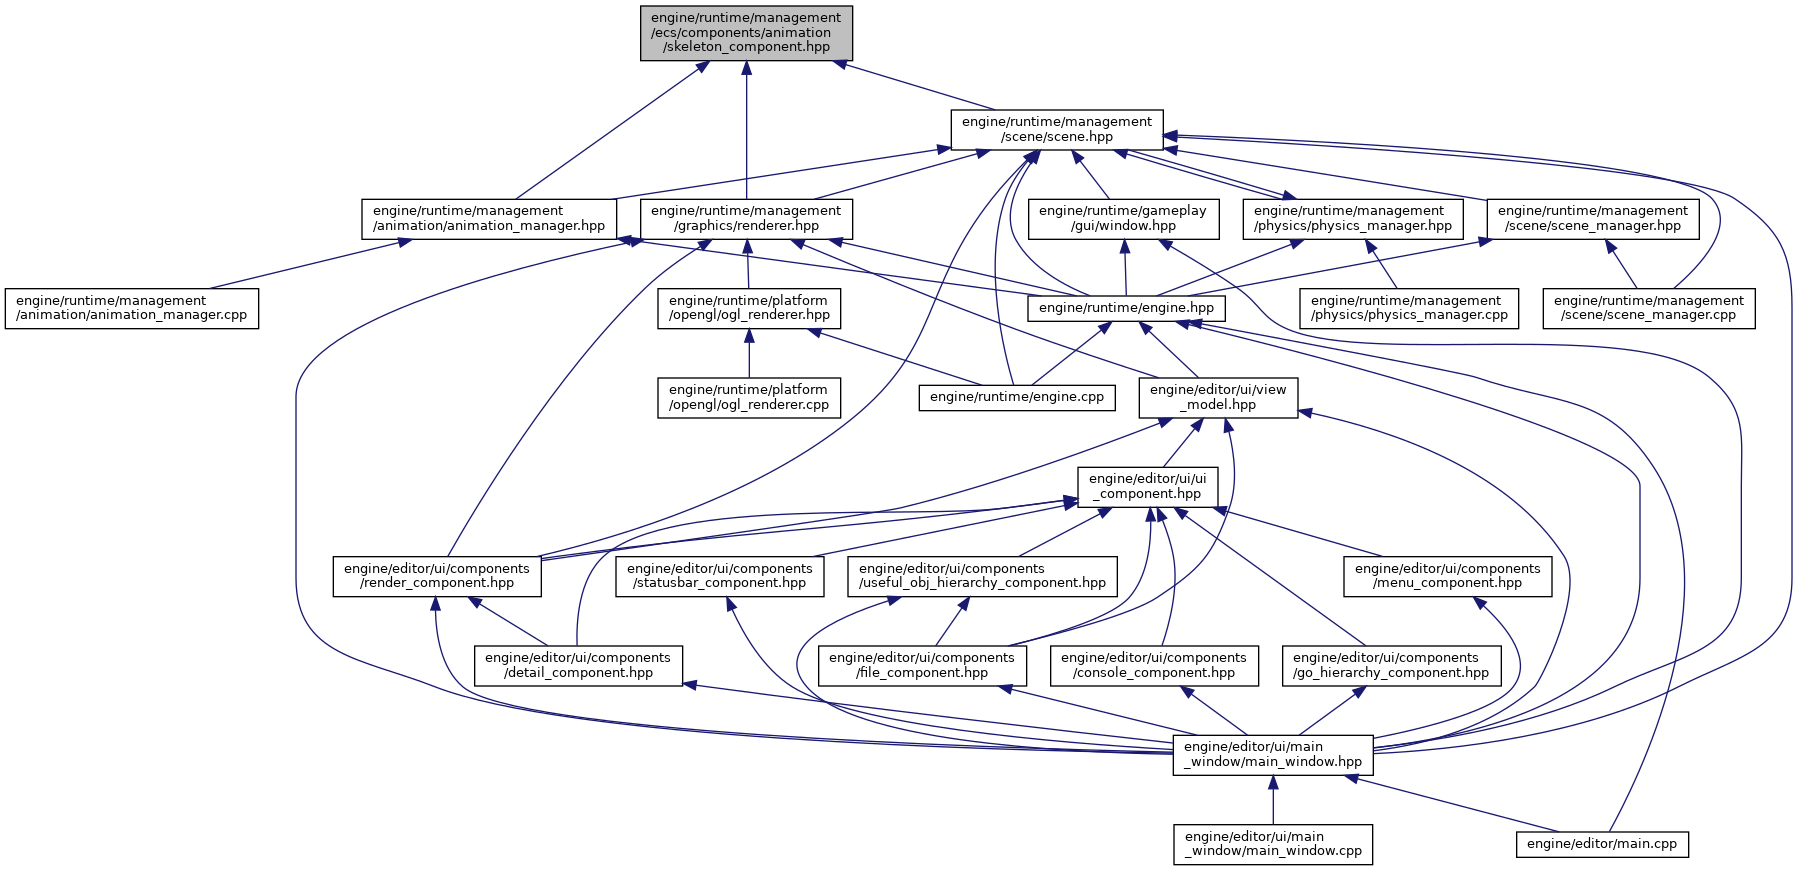 engine/runtime/management
/ecs/components/animation
/skeleton_component.hpp
engine/runtime/management
/scene/scene.hpp
engine/runtime/management
/animation/animation_manager.hpp
engine/runtime/management
/graphics/renderer.hpp
engine/runtime/gameplay
/gui/window.hpp
engine/runtime/management
/physics/physics_manager.hpp
engine/runtime/management
/scene/scene_manager.hpp
engine/runtime/management
/animation/animation_manager.cpp
engine/runtime/platform
/opengl/ogl_renderer.hpp
engine/runtime/engine.hpp
engine/runtime/management
/physics/physics_manager.cpp
engine/runtime/management
/scene/scene_manager.cpp
engine/runtime/platform
/opengl/ogl_renderer.cpp
engine/runtime/engine.cpp
engine/editor/ui/view
_model.hpp
engine/editor/ui/ui
_component.hpp
engine/editor/ui/components
/render_component.hpp
engine/editor/ui/components
/statusbar_component.hpp
engine/editor/ui/components
/useful_obj_hierarchy_component.hpp
engine/editor/ui/components
/menu_component.hpp
engine/editor/ui/components
/detail_component.hpp
engine/editor/ui/components
/file_component.hpp
engine/editor/ui/components
/console_component.hpp
engine/editor/ui/components
/go_hierarchy_component.hpp
engine/editor/ui/main
_window/main_window.hpp
engine/editor/ui/main
_window/main_window.cpp
engine/editor/main.cpp